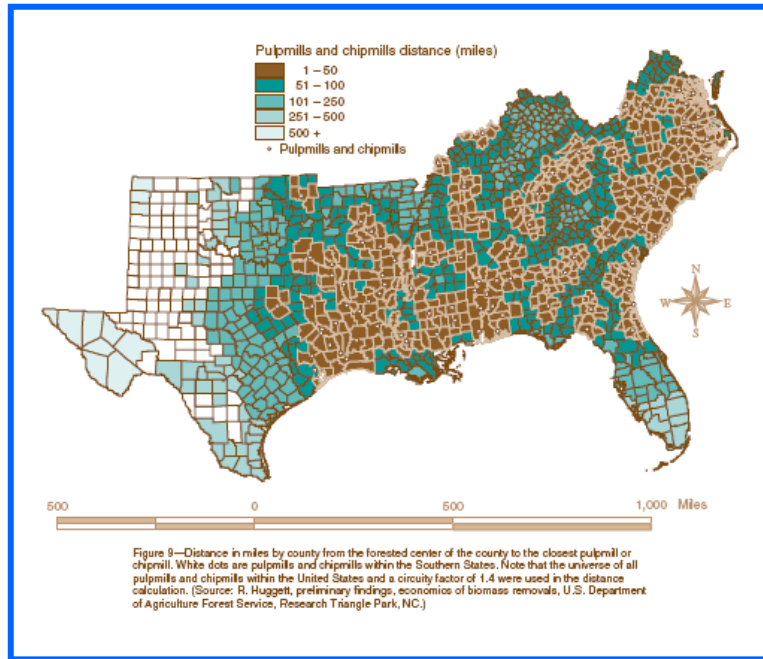 Pulpmills and chipmills distance (miles)
1 – 50
51 – 100
101 – 250
251 – 500
500 +
Pulpmills and chipmills
N
W E
S
500 0 500 1,000 Miles
Figure 9—Distance in miles by county from the forested center of the county to the closest pulpmill or
chipmill. White dots are pulpmills and chipmills within the Southern States. Note that the universe of all
pulpmills and chipmills within the United States and a circuity factor of 1.4 were used in the distance
calculation. (Source: R. Huggett, preliminary findings, economics of biomass removals, U.S. Department
of Agriculture Forest Service, Research Triangle Park, NC.)